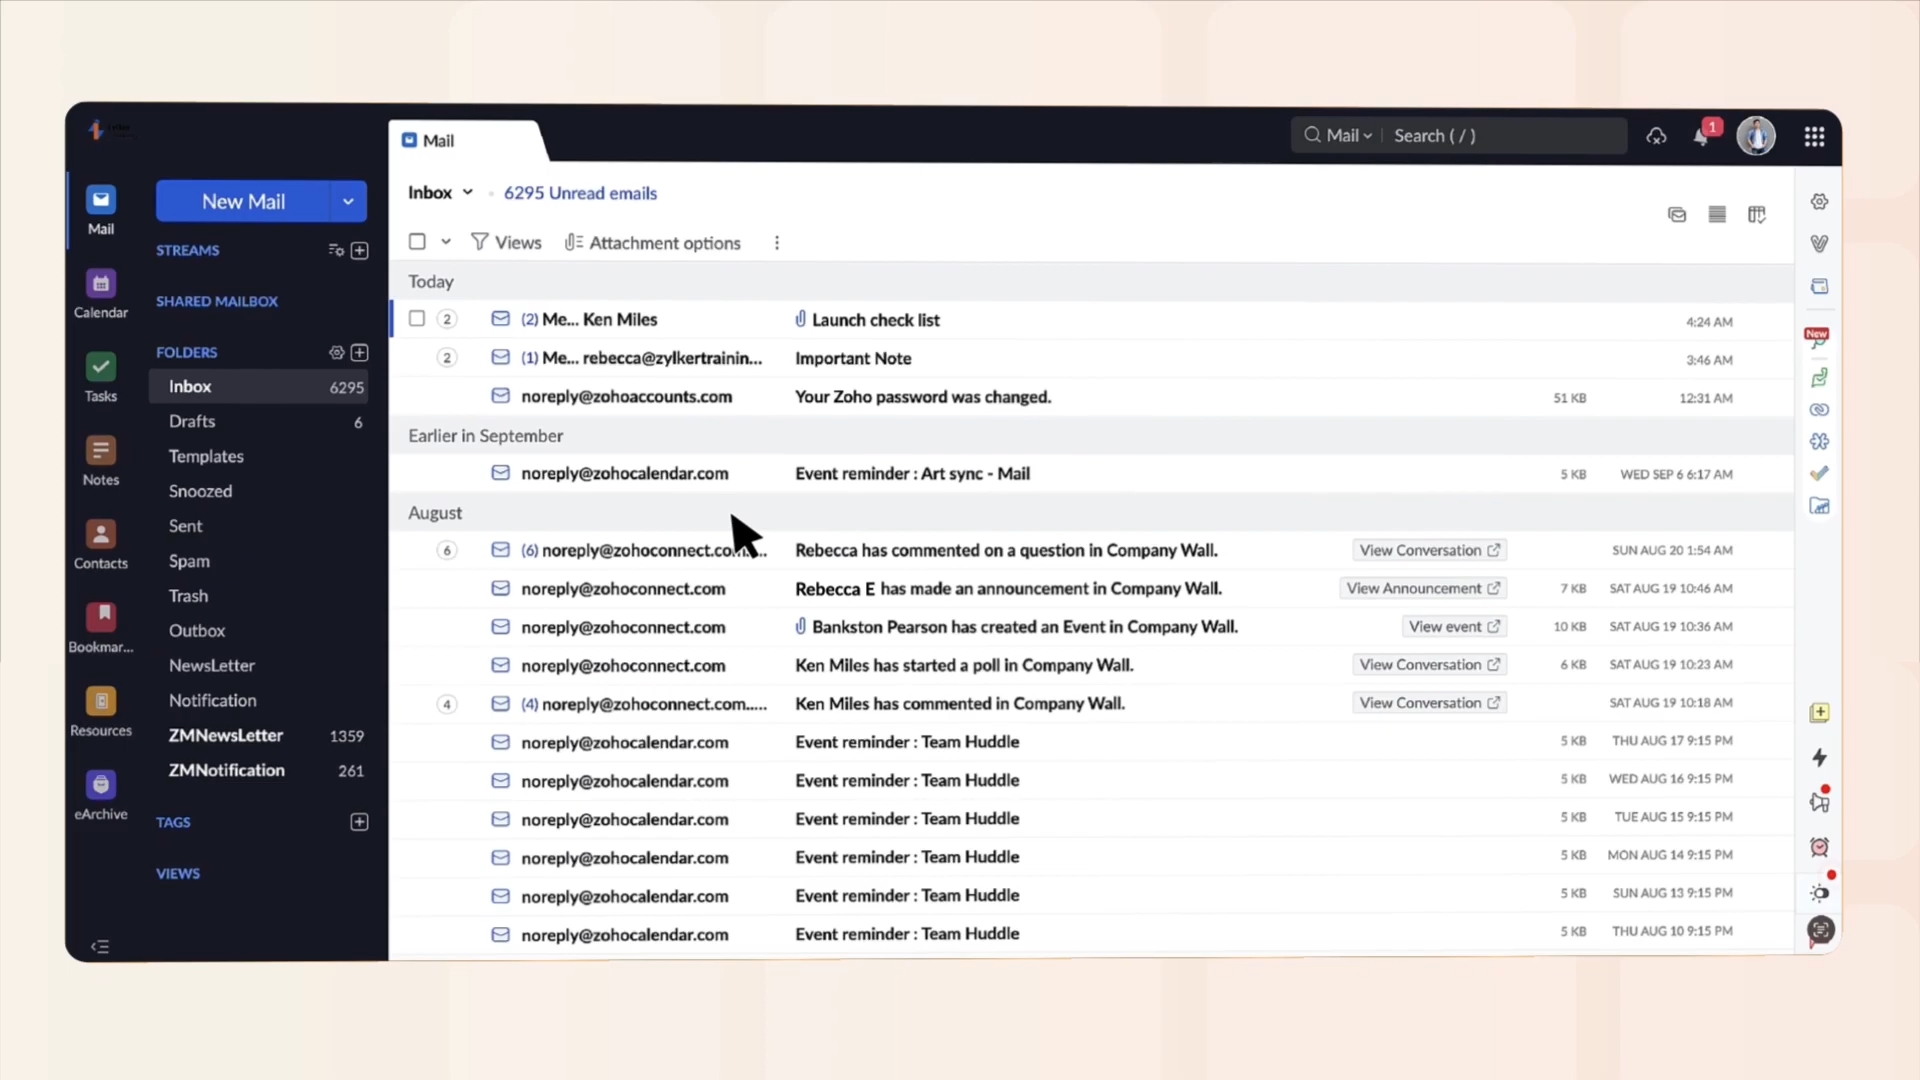 Mail
Mail
Search ( / )
1
Mail
Calendar
Tasks
Notes
Contacts
Bookmar...
Resources
eArchive
New Mail
STREAMS
SHARED MAILBOX
FOLDERS
Inbox 6295
Drafts 6
Templates
Snoozed
Sent
Spam
Trash
Outbox
NewsLetter
Notification
ZMNewsLetter 1359
ZMNotification 261
TAGS
VIEWS
Inbox 6295 Unread emails
Views Attachment options
Today
2 (2) Me... Ken Miles Launch check list 4:24 AM
2 (1) Me... rebecca@zylkertrainin... Important Note 3:46 AM
noreply@zohoaccounts.com Your Zoho password was changed. 51 KB 12:31 AM
Earlier in September
noreply@zohocalendar.com Event reminder : Art sync - Mail 5 KB WED SEP 6 6:17 AM
August
6 (6) noreply@zohoconnect.co... Rebecca has commented on a question in Company Wall. View Conversation SUN AUG 20 1:54 AM
noreply@zohoconnect.com Rebecca E has made an announcement in Company Wall. View Announcement 7 KB SAT AUG 19 10:46 AM
noreply@zohoconnect.com Bankston Pearson has created an Event in Company Wall. View event 10 KB SAT AUG 19 10:36 AM
noreply@zohoconnect.com Ken Miles has started a poll in Company Wall. View Conversation 6 KB SAT AUG 19 10:23 AM
4 (4) noreply@zohoconnect.com..... Ken Miles has commented in Company Wall. View Conversation SAT AUG 19 10:18 AM
noreply@zohocalendar.com Event reminder : Team Huddle 5 KB THU AUG 17 9:15 PM
noreply@zohocalendar.com Event reminder : Team Huddle 5 KB WED AUG 16 9:15 PM
noreply@zohocalendar.com Event reminder : Team Huddle 5 KB TUE AUG 15 9:15 PM
noreply@zohocalendar.com Event reminder : Team Huddle 5 KB MON AUG 14 9:15 PM
noreply@zohocalendar.com Event reminder : Team Huddle 5 KB SUN AUG 13 9:15 PM
noreply@zohocalendar.com Event reminder : Team Huddle 5 KB THU AUG 10 9:15 PM
New